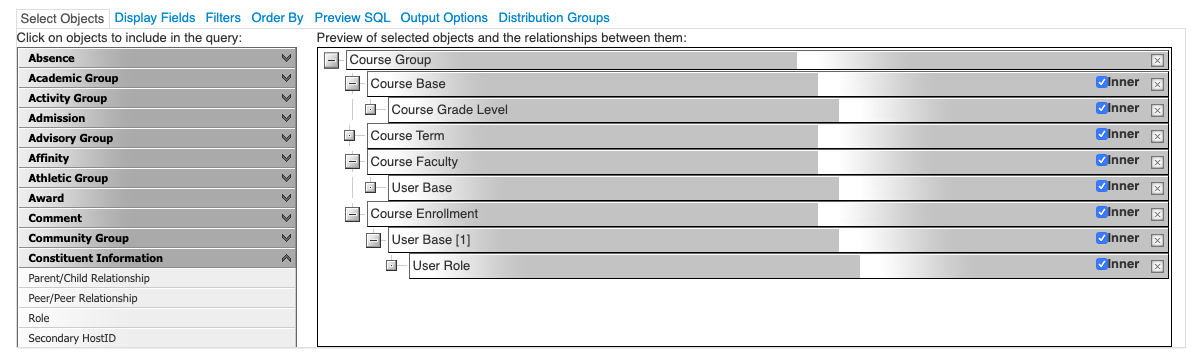 Select Objects Display Fields Filters Order By Preview SQL Output Options Distribution Groups
Click on objects to include in the query:
Absence
Academic Group
Activity Group
Admission
Advisory Group
Affinity
Athletic Group
Award
Comment
Community Group
Constituent Information
Parent/Child Relationship
Peer/Peer Relationship
Role
Secondary HostID
Preview of selected objects and the relationships between them:
Course Group
Course Base Inner
Course Grade Level Inner
Course Term Inner
Course Faculty Inner
User Base Inner
Course Enrollment Inner
User Base [1] Inner
User Role Inner